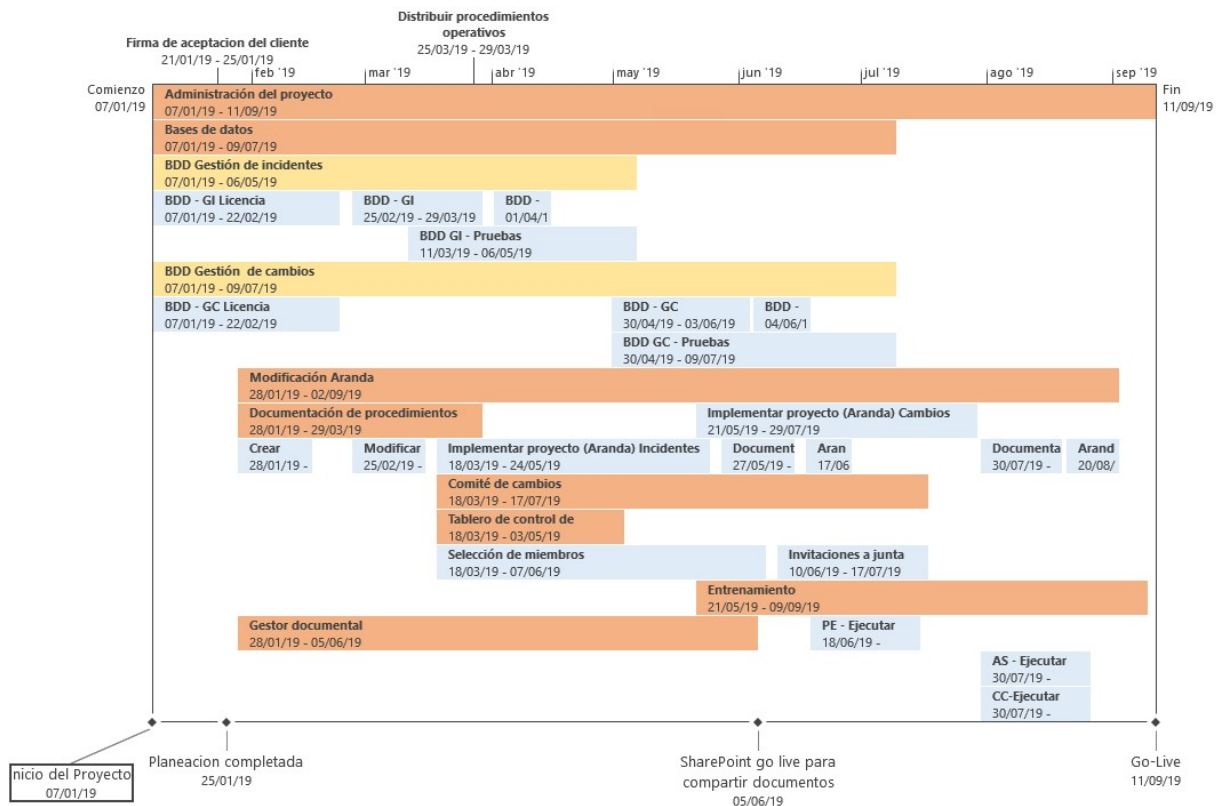 Distribuir procedimientos
operativos
25/03/19 - 29/03/19
Firma de aceptacion del cliente
21/01/19 - 25/01/19
feb '19 mar '19 abr '19 may '19 jun '19 jul '19 ago '19 sep '19
Comienzo
07/01/19
Fin
11/09/19
Administración del proyecto
07/01/19 - 11/09/19
Bases de datos
07/01/19 - 09/07/19
BDD Gestión de incidentes
07/01/19 - 06/05/19
BDD - GI Licencia BDD - GI BDD -
07/01/19 - 22/02/19 25/02/19 - 29/03/19 01/04/1
BDD GI - Pruebas
11/03/19 - 06/05/19
BDD Gestión de cambios
07/01/19 - 09/07/19
BDD - GC Licencia BDD - GC BDD -
07/01/19 - 22/02/19 30/04/19 - 03/06/19 04/06/1
BDD GC - Pruebas
30/04/19 - 09/07/19
Modificación Aranda
28/01/19 - 02/09/19
Documentación de procedimientos Implementar proyecto (Aranda) Cambios
28/01/19 - 29/03/19 21/05/19 - 29/07/19
Crear Modificar Implementar proyecto (Aranda) Incidentes Document Aran Documenta Arand
28/01/19 - 25/02/19 - 18/03/19 - 24/05/19 27/05/19 - 17/06 30/07/19 - 20/08/
Comité de cambios
18/03/19 - 17/07/19
Tablero de control de
18/03/19 - 03/05/19
Selección de miembros Invitaciones a junta
18/03/19 - 07/06/19 10/06/19 - 17/07/19
Entrenamiento
21/05/19 - 09/09/19
Gestor documental PE - Ejecutar
28/01/19 - 05/06/19 18/06/19 -
AS - Ejecutar
30/07/19 -
CC-Ejecutar
30/07/19 -
nicio del Proyecto
07/01/19
Planeacion completada
25/01/19
SharePoint go live para
compartir documentos
05/06/19
Go-Live
11/09/19